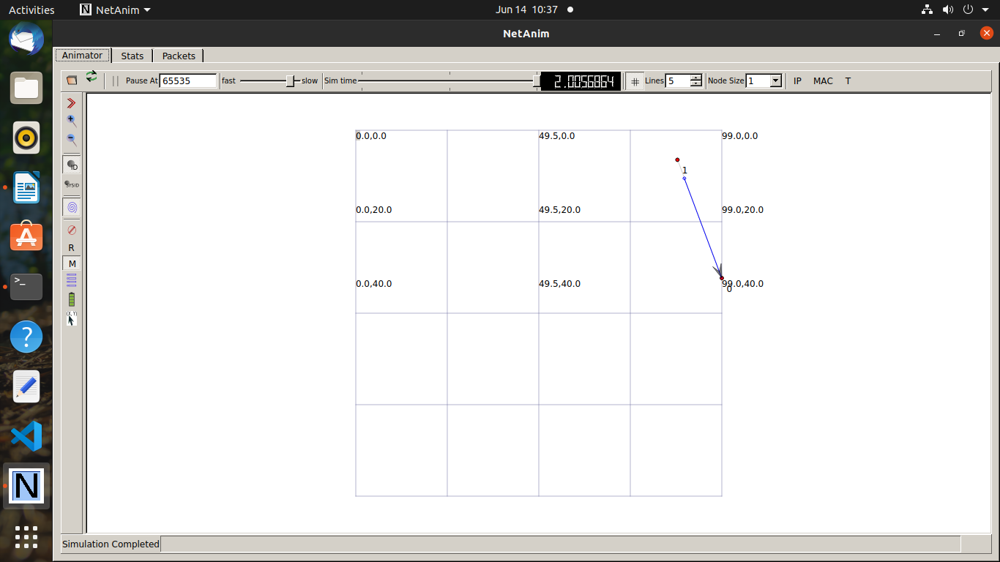 Activities NetAnim Jun 14 10:37
NetAnim
Animator Stats Packets
Pause At 65535 fast slow Sim time 2.0056864 Lines 5 Node Size 1 IP MAC T
ID
SYSID
R
M
(X,Y)
0.0,0.0 49.5,0.0 99.0,0.0
1
0.0,20.0 49.5,20.0 99.0,20.0
0.0,40.0 49.5,40.0 99.0,40.0
0
Simulation Completed